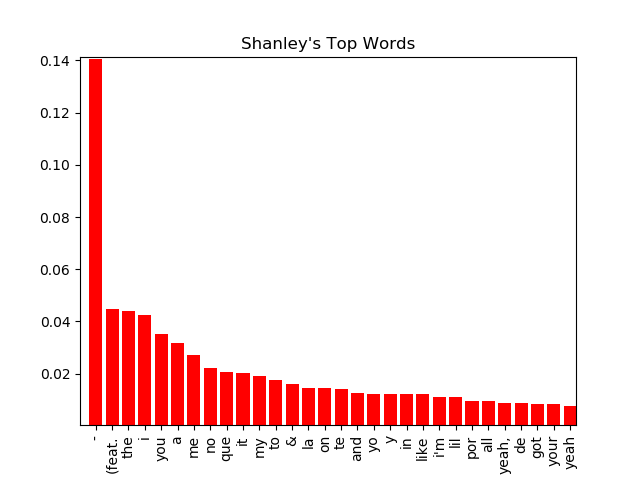 Shanley's Top Words
0.14
0.12
0.10
0.08
0.06
0.04
0.02
-
(feat.
the
i
you
a
me
no
que
it
my
to
&
la
on
te
and
yo
y
in
like
i'm
lil
por
all
yeah,
de
got
your
yeah